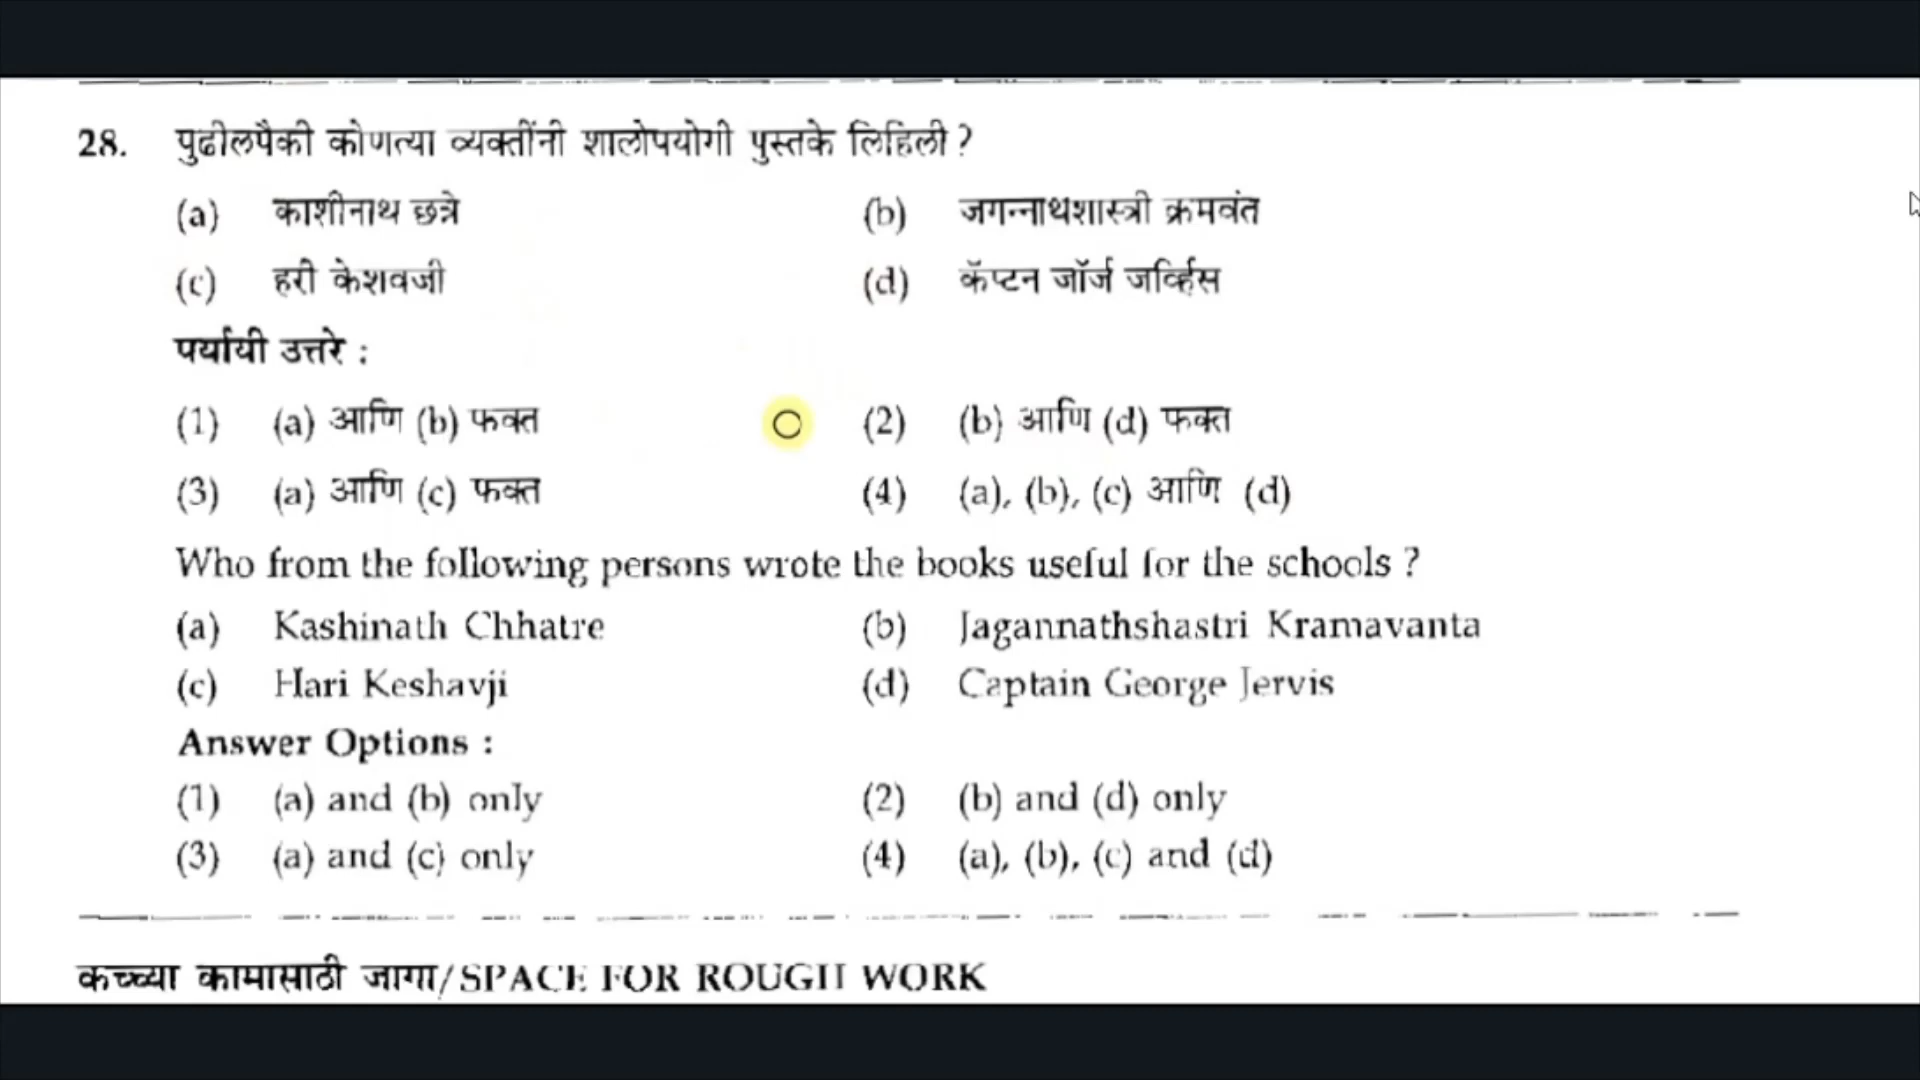 28. पुढीलपैकी कोणत्या व्यक्तींनी शालोपयोगी पुस्तके लिहिली ?
(a) काशीनाथ छत्रे (b) जगन्नाथशास्त्री क्रमवंत
(c) हरी केशवजी (d) कॅप्टन जॉर्ज जर्व्हिस
पर्यायी उत्तरे :
(1) (a) आणि (b) फक्त (2) (b) आणि (d) फक्त
(3) (a) आणि (c) फक्त (4) (a), (b), (c) आणि (d)
Who from the following persons wrote the books useful for the schools ?
(a) Kashinath Chhatre (b) Jagannathshastri Kramavanta
(c) Hari Keshavji (d) Captain George Jervis
Answer Options :
(1) (a) and (b) only (2) (b) and (d) only
(3) (a) and (c) only (4) (a), (b), (c) and (d)
कच्च्या कामासाठी जागा/SPACE FOR ROUGH WORK